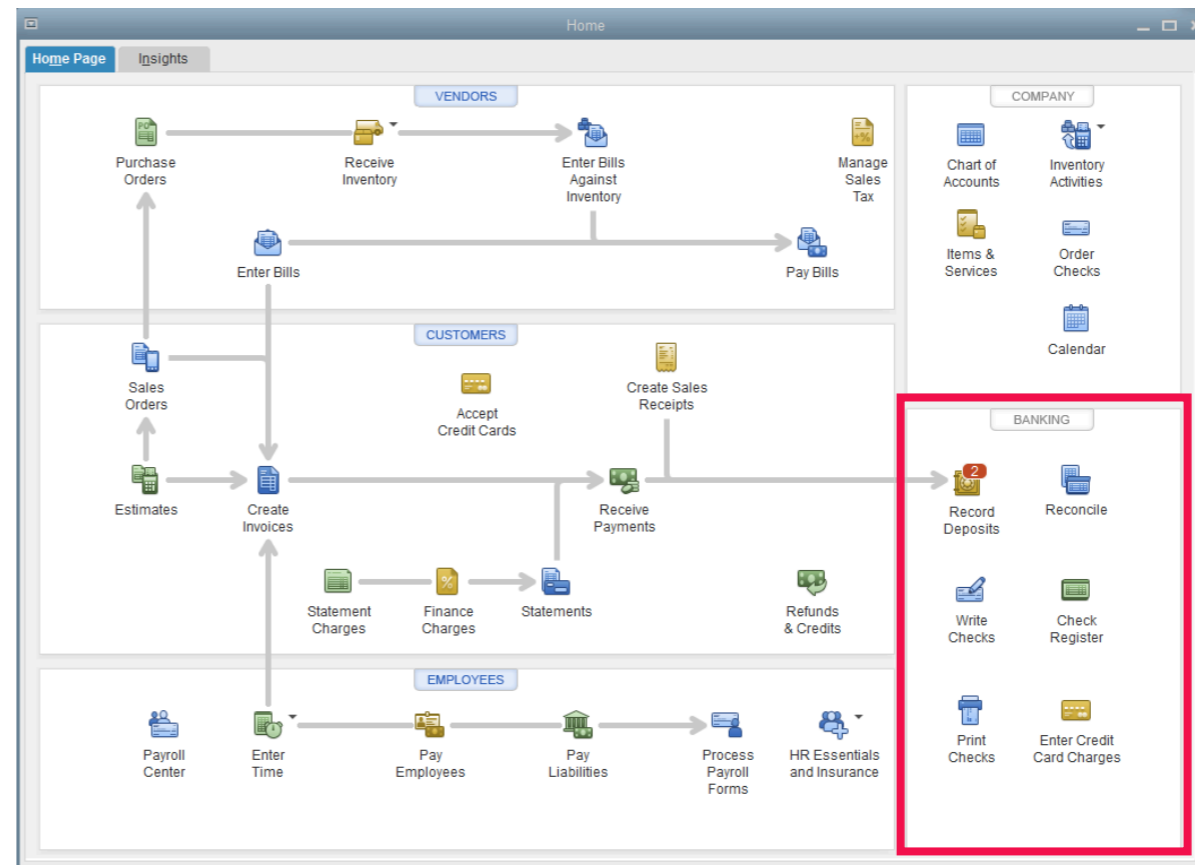 Home
Home Page
Insights
VENDORS
PO
Purchase
Orders
Receive
Inventory
Enter Bills
Against
Inventory
+%
Manage
Sales
Tax
Enter Bills
Pay Bills
CUSTOMERS
Sales
Orders
Accept
Credit Cards
Create Sales
Receipts
Estimates
Create
Invoices
Receive
Payments
Statement
Charges
%
Finance
Charges
Statements
Refunds
& Credits
EMPLOYEES
Payroll
Center
Enter
Time
Pay
Employees
Pay
Liabilities
Process
Payroll
Forms
HR Essentials
and Insurance
COMPANY
Chart of
Accounts
Inventory
Activities
Items &
Services
Order
Checks
Calendar
BANKING
2
Record
Deposits
Reconcile
Write
Checks
Check
Register
Print
Checks
Enter Credit
Card Charges